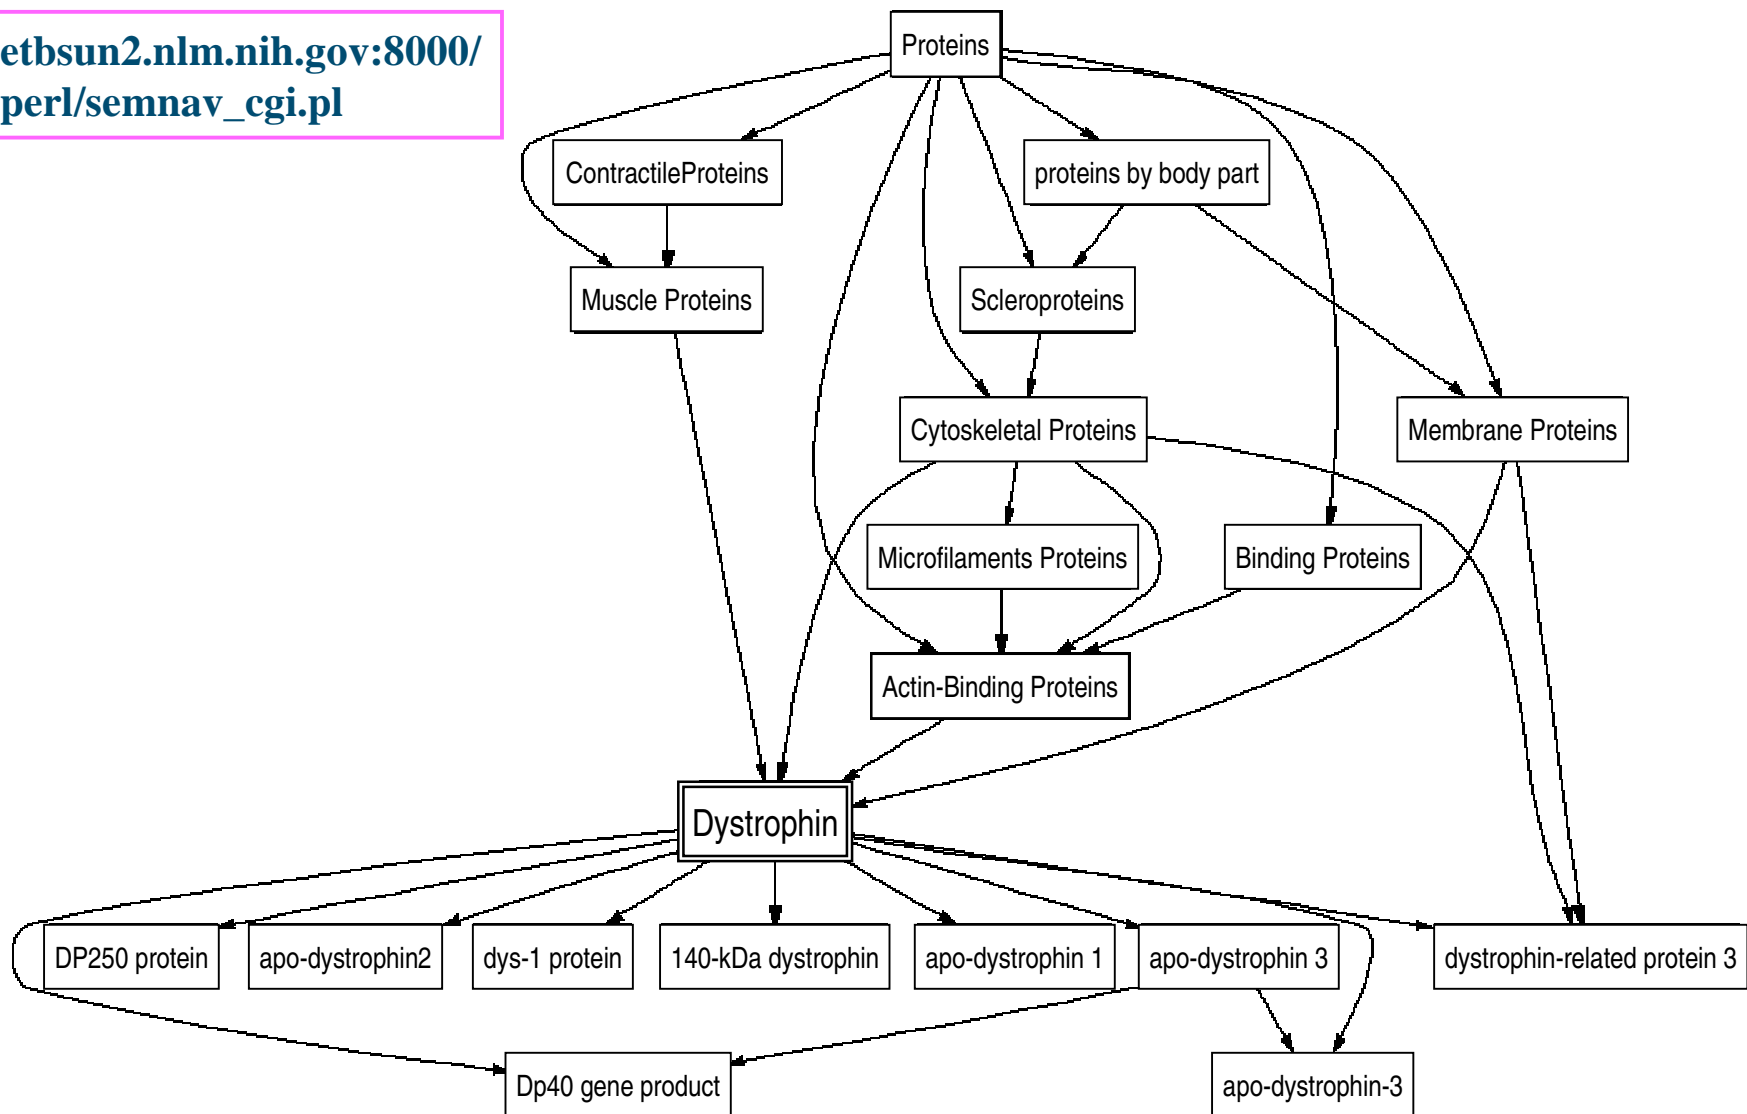 etbsun2.nlm.nih.gov:8000/
perl/semnav_cgi.pl
Proteins
ContractileProteins
proteins by body part
Muscle Proteins
Scleroproteins
Cytoskeletal Proteins
Membrane Proteins
Microfilaments Proteins
Binding Proteins
Actin-Binding Proteins
Dystrophin
DP250 protein
apo-dystrophin2
dys-1 protein
140-kDa dystrophin
apo-dystrophin 1
apo-dystrophin 3
dystrophin-related protein 3
Dp40 gene product
apo-dystrophin-3